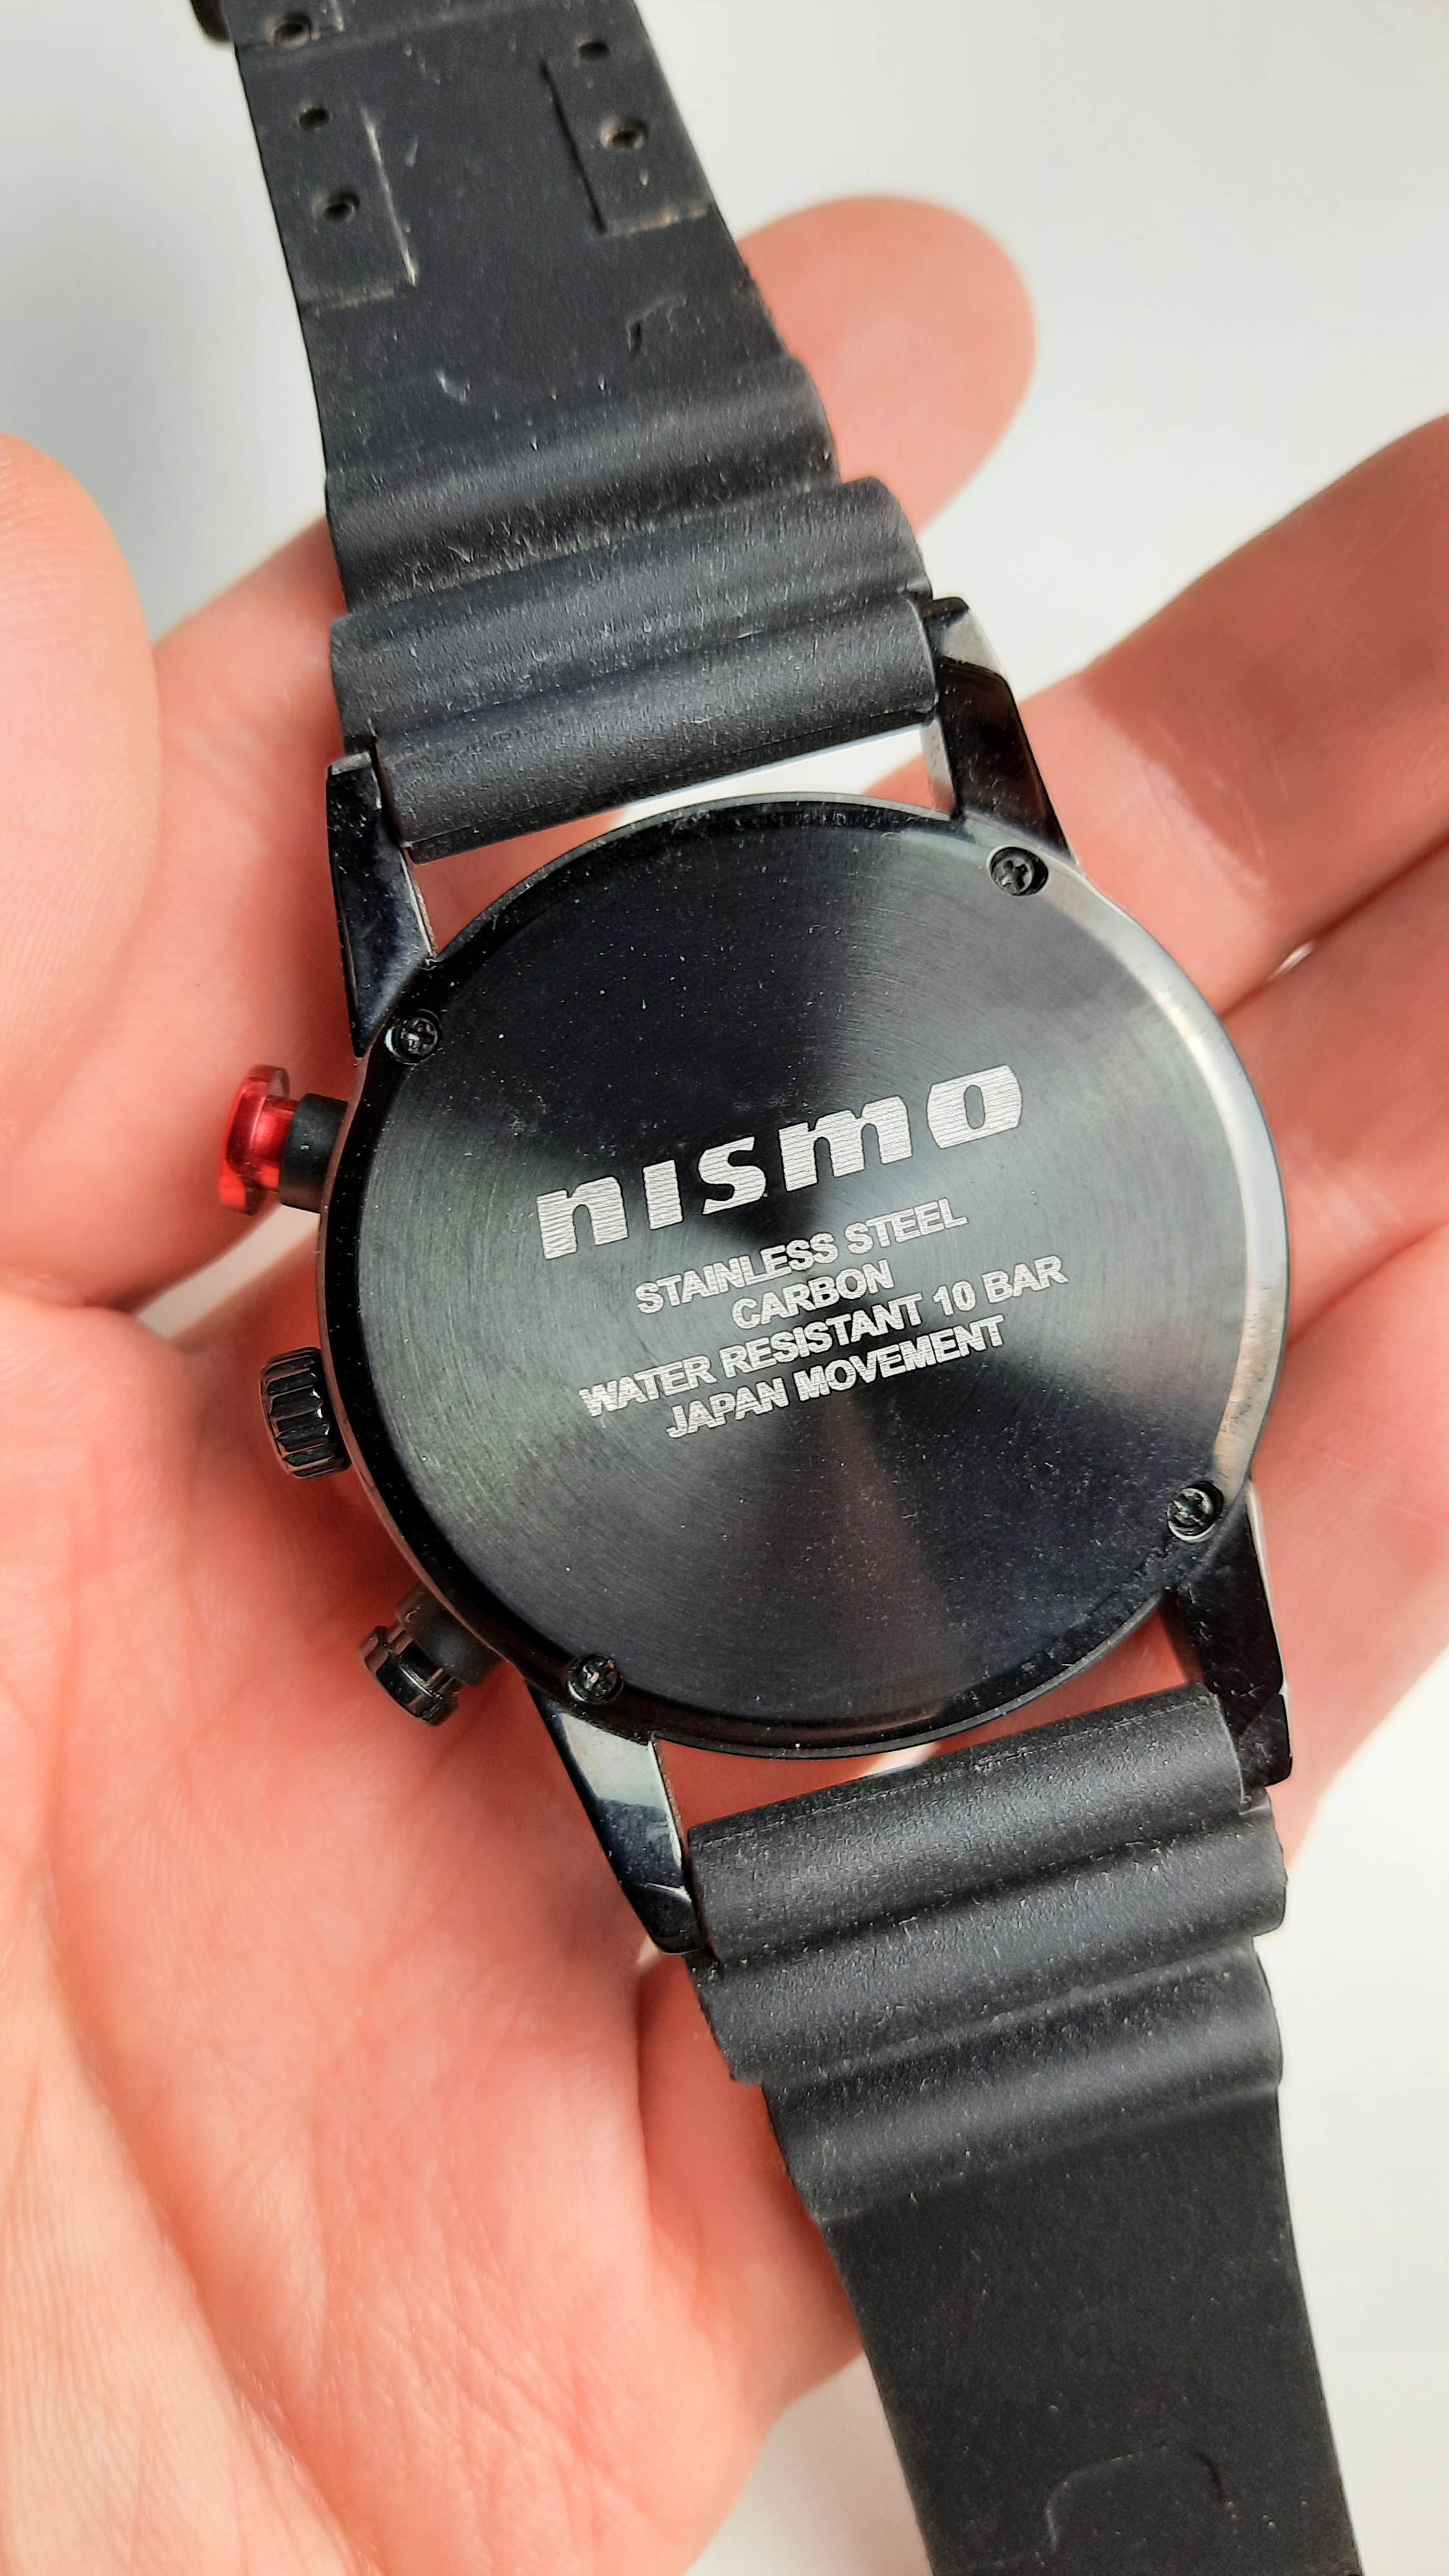 nismo
STAINLESS STEEL
CARBON
WATER RESISTANT 10 BAR
JAPAN MOVEMENT